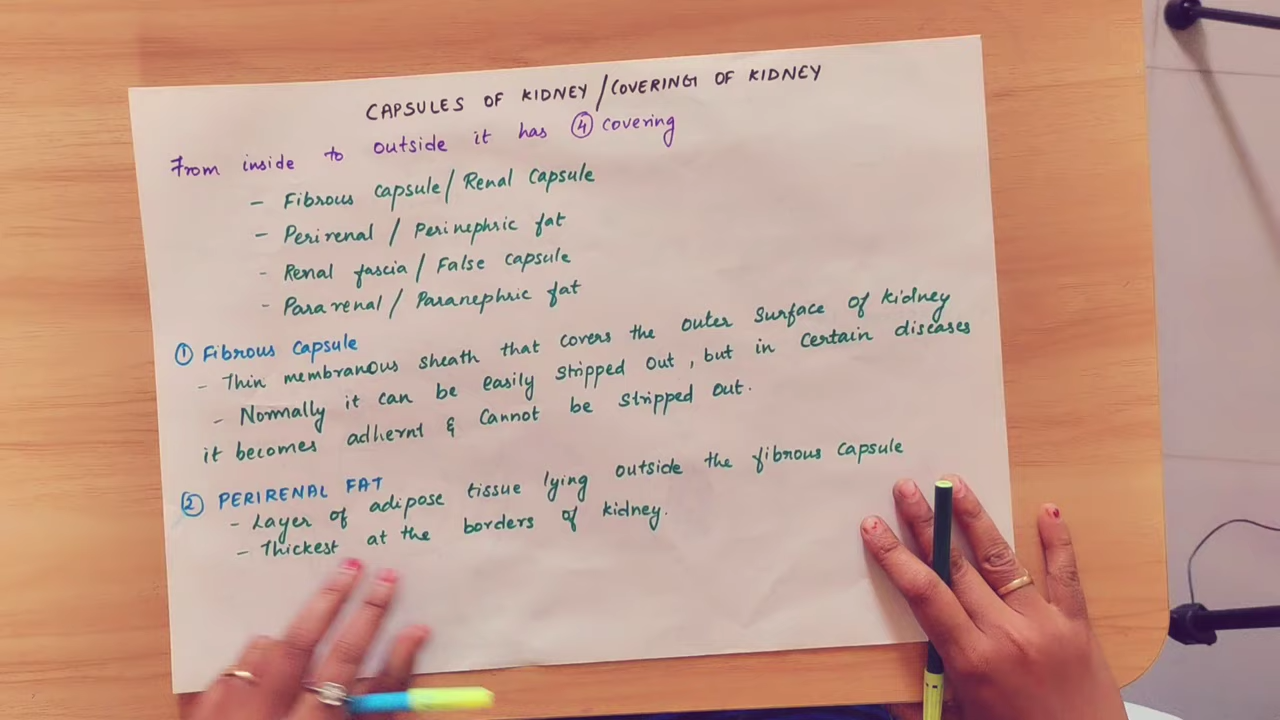 CAPSULES OF KIDNEY / COVERING OF KIDNEY
From inside to outside it has ④ covering
- Fibrous capsule / Renal Capsule
- Perirenal / Perinephric fat
- Renal fascia / False capsule
- Pararenal / Paranephric fat
① Fibrous Capsule
- Thin membranous sheath that covers the outer surface of kidney
- Normally it can be easily stripped out, but in certain diseases
it becomes adhernt & cannot be stripped out.
② PERIRENAL FAT
- Layer of adipose tissue lying outside the fibrous capsule
- Thickest at the borders of kidney.